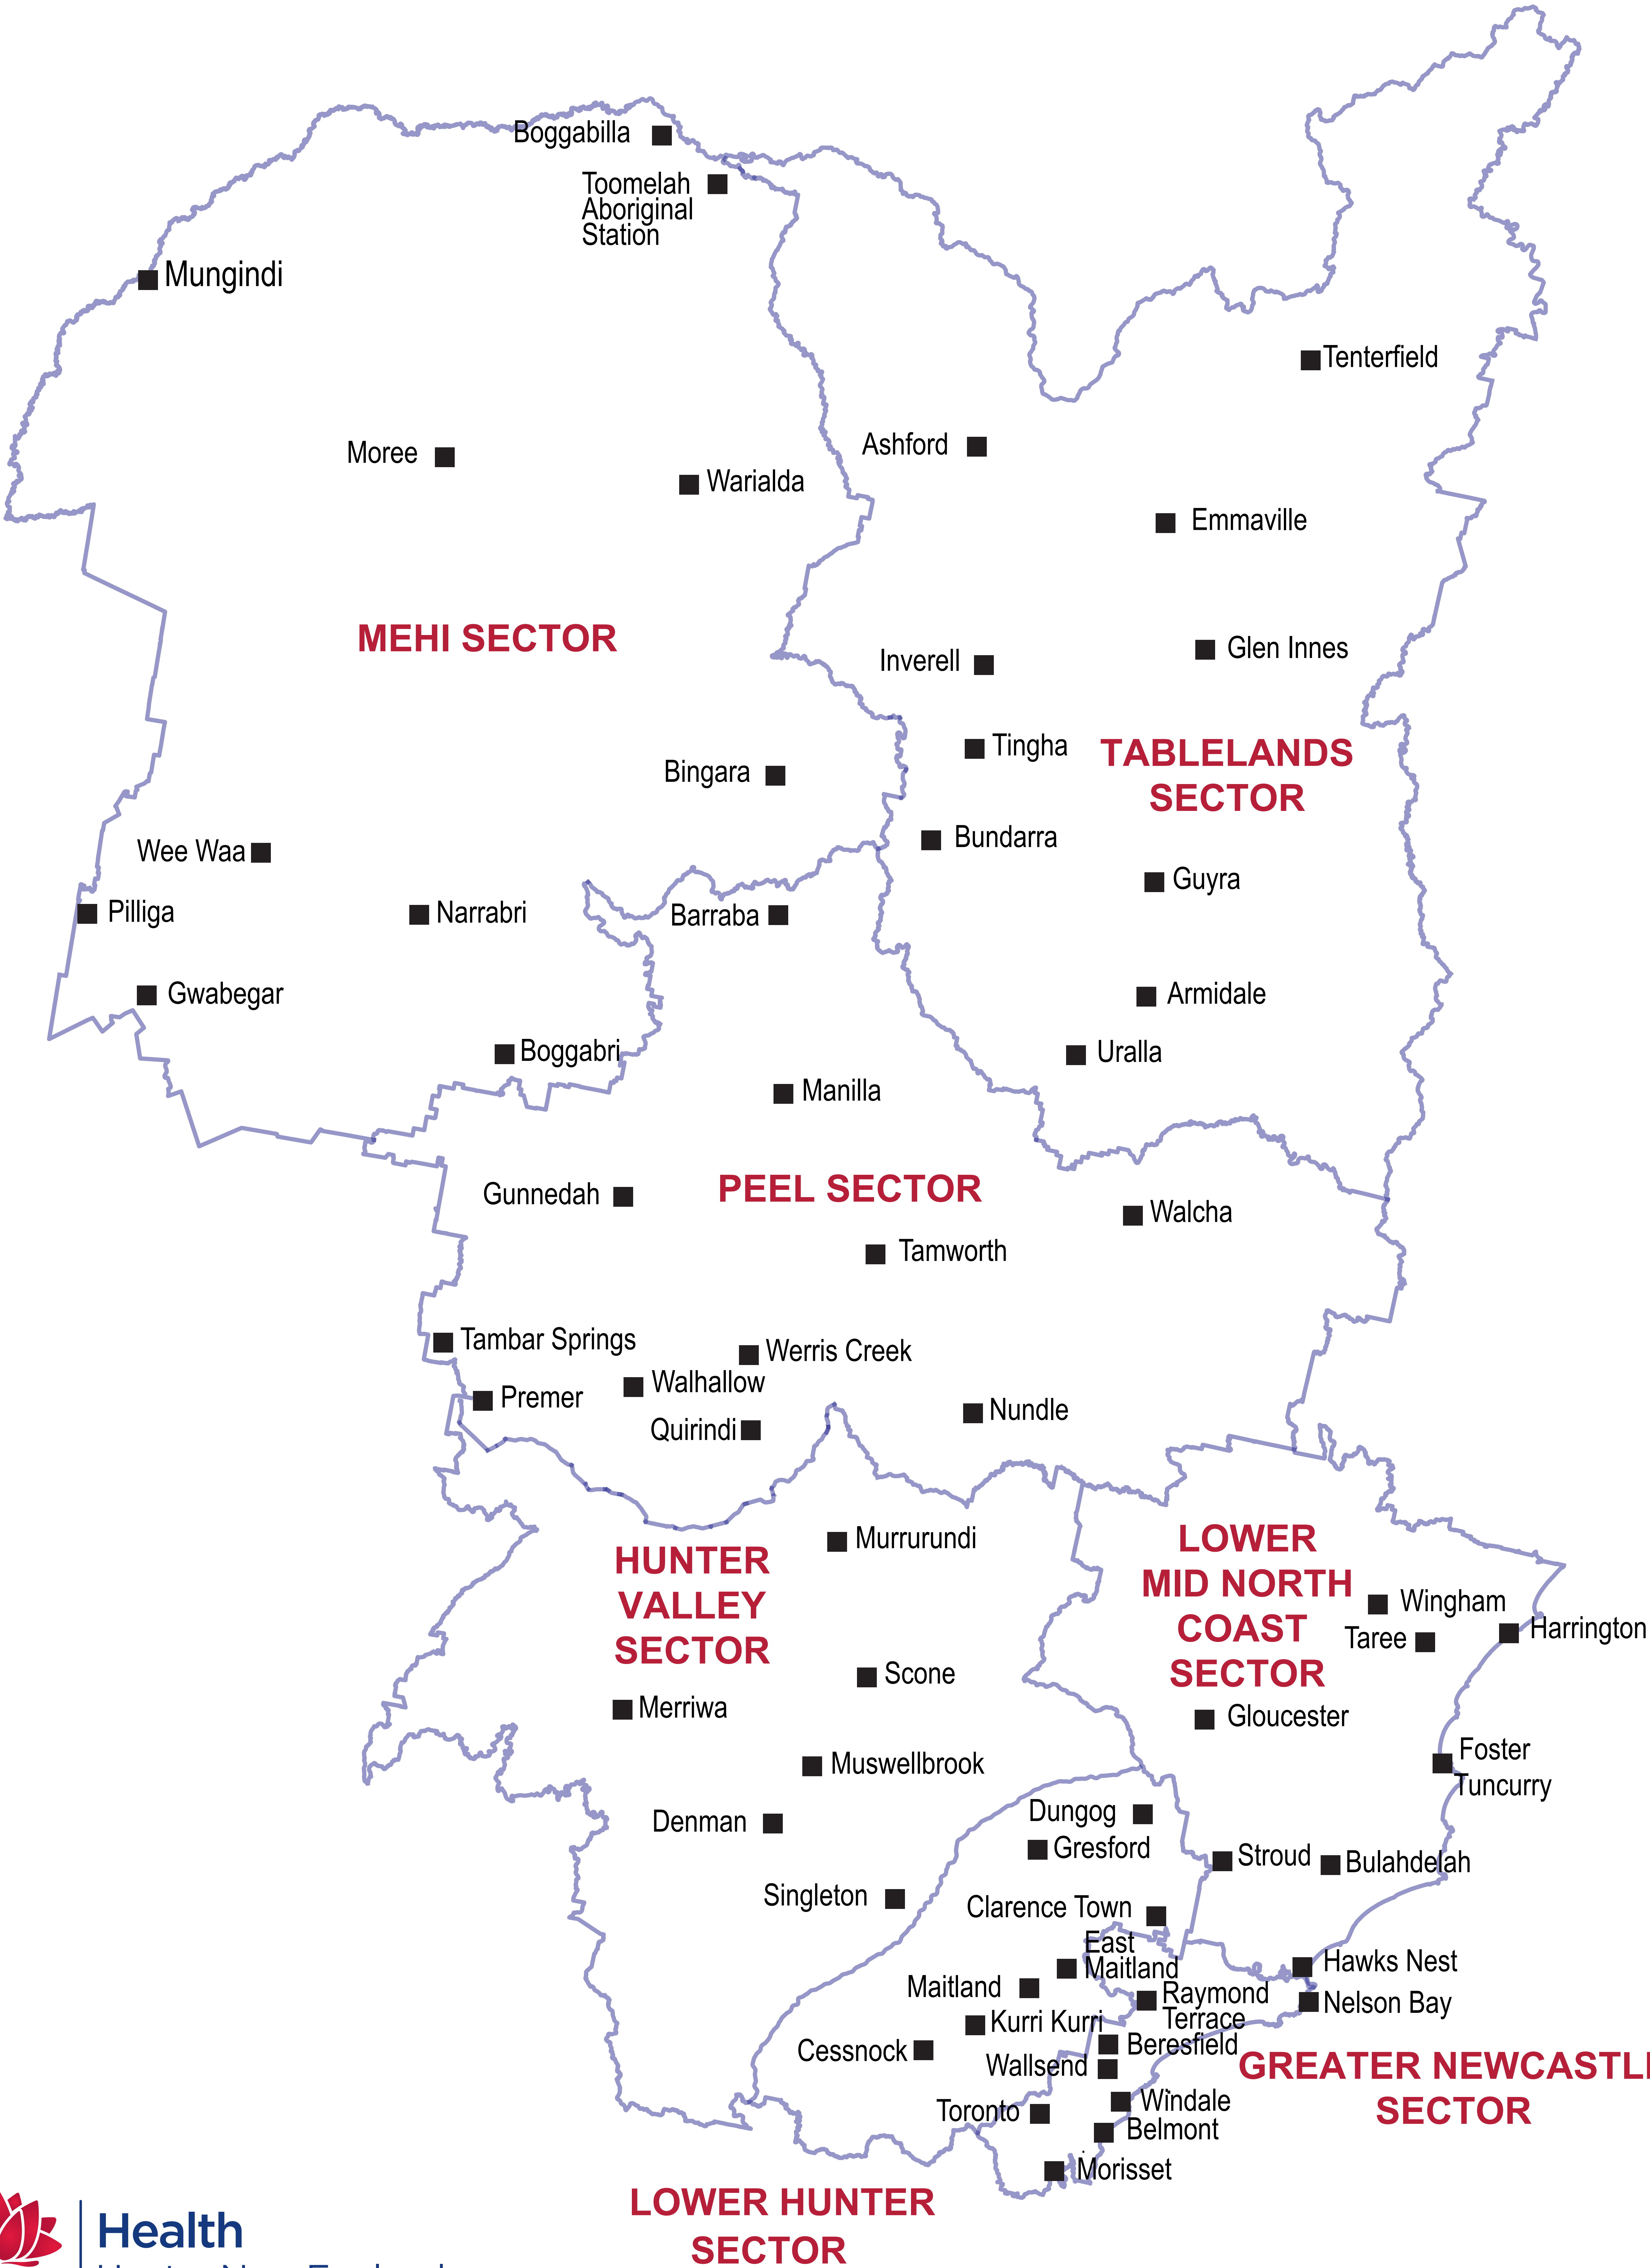 Boggabilla
Toomelah
Aboriginal
Station
Mungindi
Tenterfield
Moree
Ashford
Warialda
Emmaville
MEHI SECTOR
Inverell
Glen Innes
Tingha
TABLELANDS
SECTOR
Bingara
Bundarra
Wee Waa
Guyra
Pilliga
Narrabri
Barraba
Gwabegar
Armidale
Boggabri
Uralla
Manilla
PEEL SECTOR
Gunnedah
Walcha
Tamworth
Tambar Springs
Werris Creek
Walhallow
Premer
Nundle
Quirindi
Murrurundi
HUNTER
VALLEY
SECTOR
LOWER
MID NORTH
COAST
SECTOR
Wingham
Harrington
Taree
Scone
Merriwa
Gloucester
Foster
Tuncurry
Muswellbrook
Denman
Dungog
Gresford
Stroud
Bulahdelah
Singleton
Clarence Town
East
Maitland
Hawks Nest
Maitland
Raymond
Terrace
Nelson Bay
Kurri Kurri
Beresfield
Cessnock
Wallsend
GREATER NEWCASTL
SECTOR
Windale
Toronto
Belmont
Morisset
LOWER HUNTER
SECTOR
Health